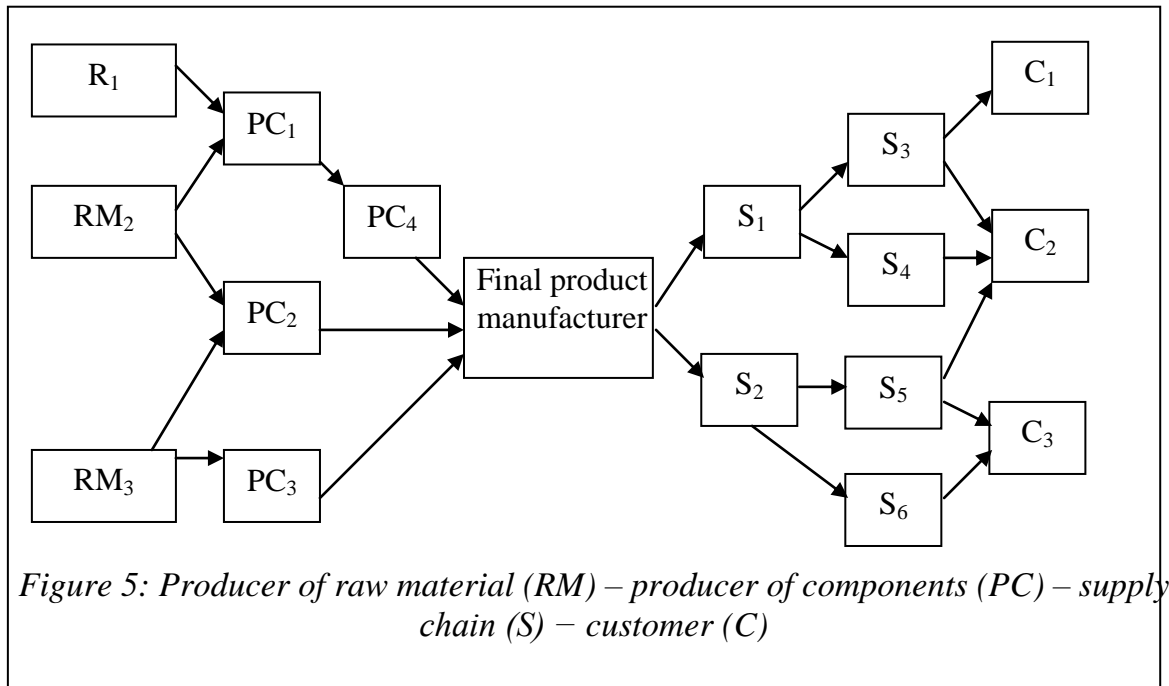 R₁
PC₁
RM₂
PC₄
PC₂
RM₃
PC₃
Final product
manufacturer
S₁
S₂
S₃
S₄
S₅
S₆
C₁
C₂
C₃
Figure 5: Producer of raw material (RM) – producer of components (PC) – supply
chain (S) − customer (C)